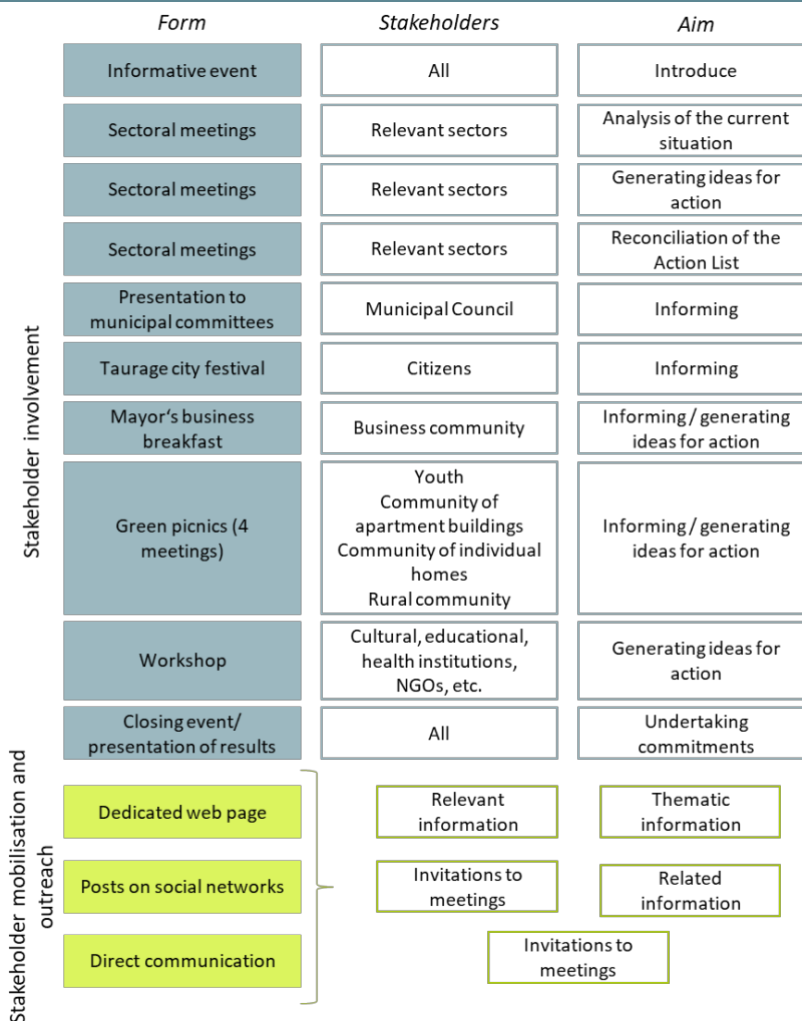 Form
Stakeholders
Aim
Informative event
All
Introduce
Sectoral meetings
Relevant sectors
Analysis of the current
situation
Sectoral meetings
Relevant sectors
Generating ideas for
action
Sectoral meetings
Relevant sectors
Reconciliation of the
Action List
Presentation to
municipal committees
Municipal Council
Informing
Taurage city festival
Citizens
Informing
Mayor‘s business
breakfast
Business community
Informing / generating
ideas for action
Green picnics (4
meetings)
Youth
Community of
apartment buildings
Community of individual
homes
Rural community
Informing / generating
ideas for action
Workshop
Cultural, educational,
health institutions,
NGOs, etc.
Generating ideas for
action
Closing event/
presentation of results
All
Undertaking
commitments
Stakeholder involvement
Dedicated web page
Relevant
information
Thematic
information
Posts on social networks
Invitations to
meetings
Related
information
Direct communication
Invitations to
meetings
Stakeholder mobilisation and
outreach